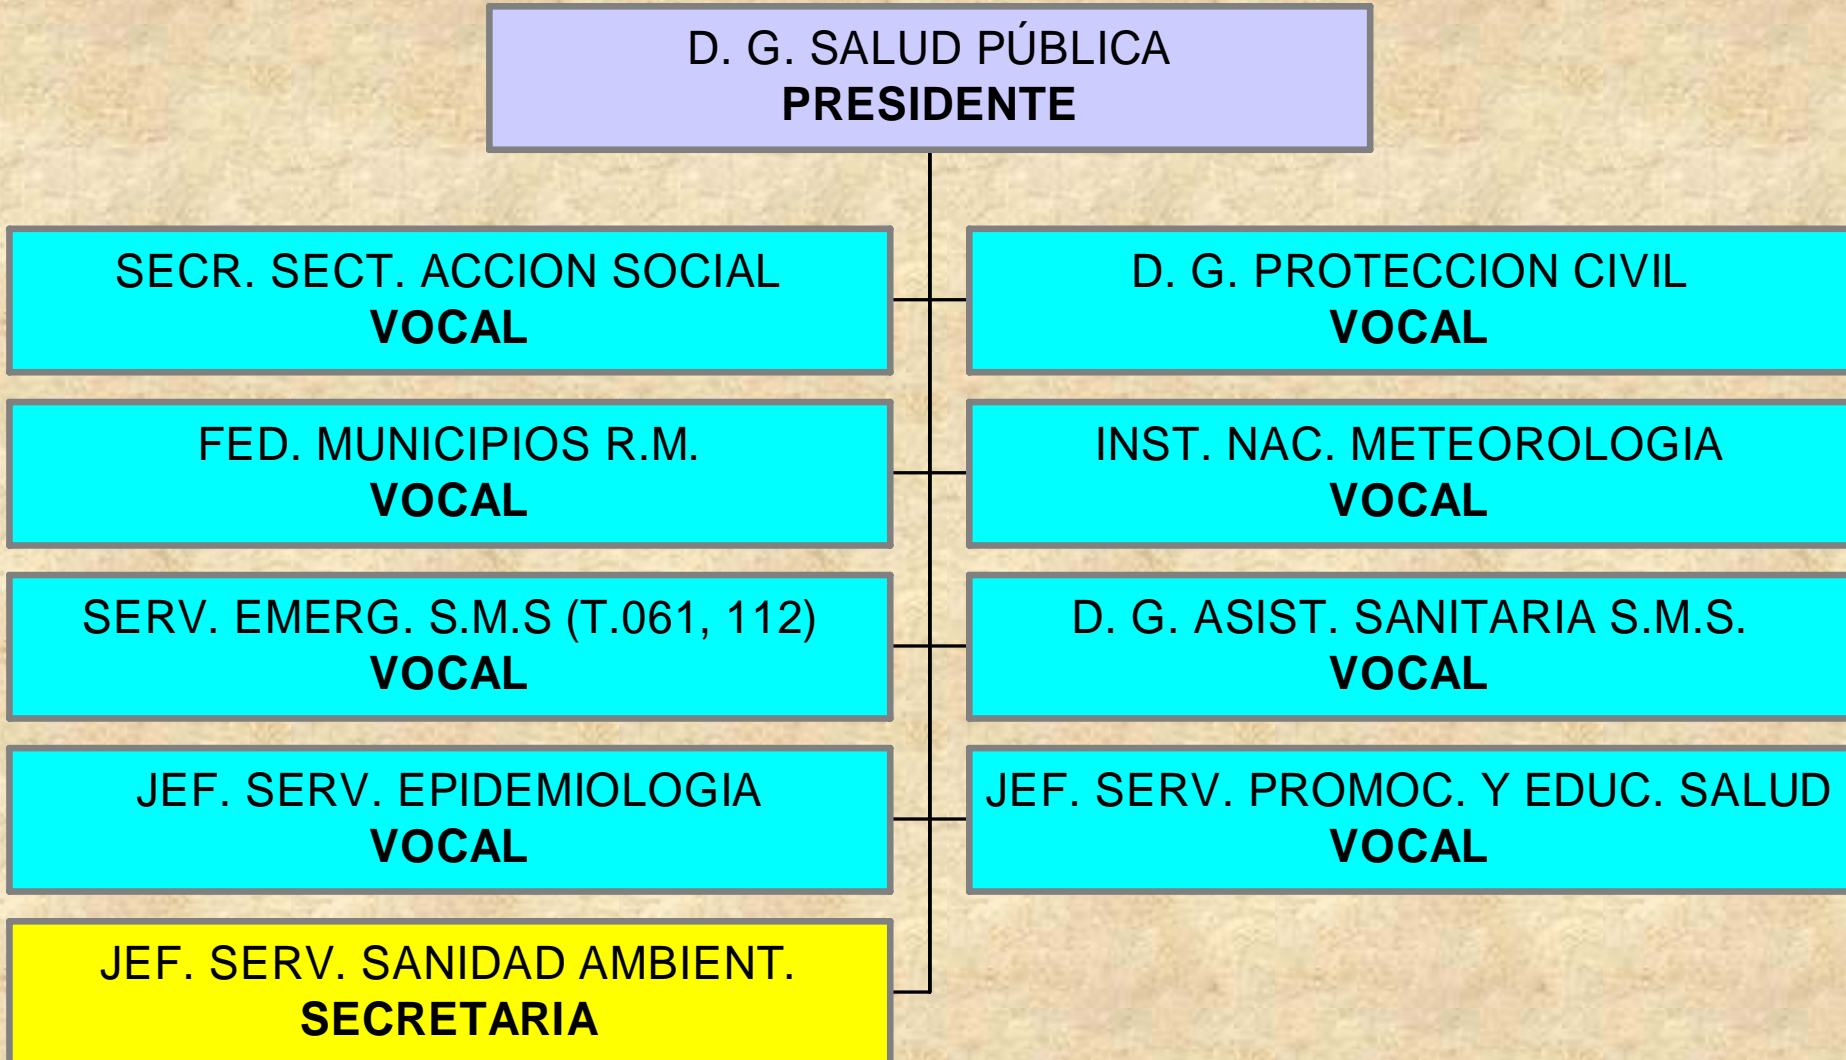 D. G. SALUD PÚBLICA
PRESIDENTE
SECR. SECT. ACCION SOCIAL
VOCAL
D. G. PROTECCION CIVIL
VOCAL
FED. MUNICIPIOS R.M.
VOCAL
INST. NAC. METEOROLOGIA
VOCAL
SERV. EMERG. S.M.S (T.061, 112)
VOCAL
D. G. ASIST. SANITARIA S.M.S.
VOCAL
JEF. SERV. EPIDEMIOLOGIA
VOCAL
JEF. SERV. PROMOC. Y EDUC. SALUD
VOCAL
JEF. SERV. SANIDAD AMBIENT.
SECRETARIA